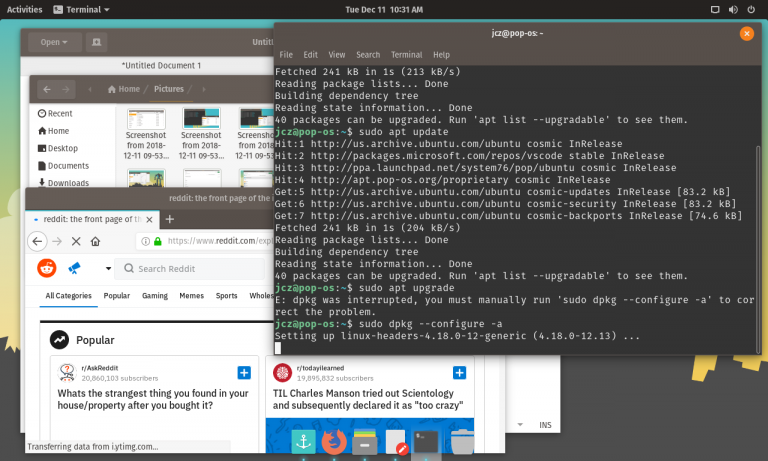 Activities Terminal Tue Dec 11 10:31 AM
Open Untitl
*Untitled Document 1
Home Pictures
Recent
Home
Desktop
Documents
Downloads
Screenshot from 2018-12-11 09-53…
Screenshot from 2018-12-11 09-53…
Screenshot from 2018-12-11 09-54
reddit: the front page of the in
reddit: the front page of th
https://www.reddit.com/exp
Search Reddit
All Categories Popular Gaming Memes Sports Wholes
Popular
r/AskReddit
20,860,103 subscribers
Whats the strangest thing you found in your
house/property after you bought it?
r/todayilearned
19,895,832 subscribers
TIL Charles Manson tried out Scientology
and subsequently declared it as "too crazy"
Transferring data from i.ytimg.com...
INS
jcz@pop-os: ~
File Edit View Search Terminal Help
Fetched 241 kB in 1s (213 kB/s)
Reading package lists... Done
Building dependency tree
Reading state information... Done
40 packages can be upgraded. Run 'apt list --upgradable' to see them.
jcz@pop-os:~$ sudo apt update
Hit:1 http://us.archive.ubuntu.com/ubuntu cosmic InRelease
Hit:2 http://packages.microsoft.com/repos/vscode stable InRelease
Hit:3 http://ppa.launchpad.net/system76/pop/ubuntu cosmic InRelease
Hit:4 http://apt.pop-os.org/proprietary cosmic InRelease
Get:5 http://us.archive.ubuntu.com/ubuntu cosmic-updates InRelease [83.2 kB]
Get:6 http://us.archive.ubuntu.com/ubuntu cosmic-security InRelease [83.2 kB]
Get:7 http://us.archive.ubuntu.com/ubuntu cosmic-backports InRelease [74.6 kB]
Fetched 241 kB in 1s (204 kB/s)
Reading package lists... Done
Building dependency tree
Reading state information... Done
40 packages can be upgraded. Run 'apt list --upgradable' to see them.
jcz@pop-os:~$ sudo apt upgrade
E: dpkg was interrupted, you must manually run 'sudo dpkg --configure -a' to cor
rect the problem.
jcz@pop-os:~$ sudo dpkg --configure -a
Setting up linux-headers-4.18.0-12-generic (4.18.0-12.13) ...